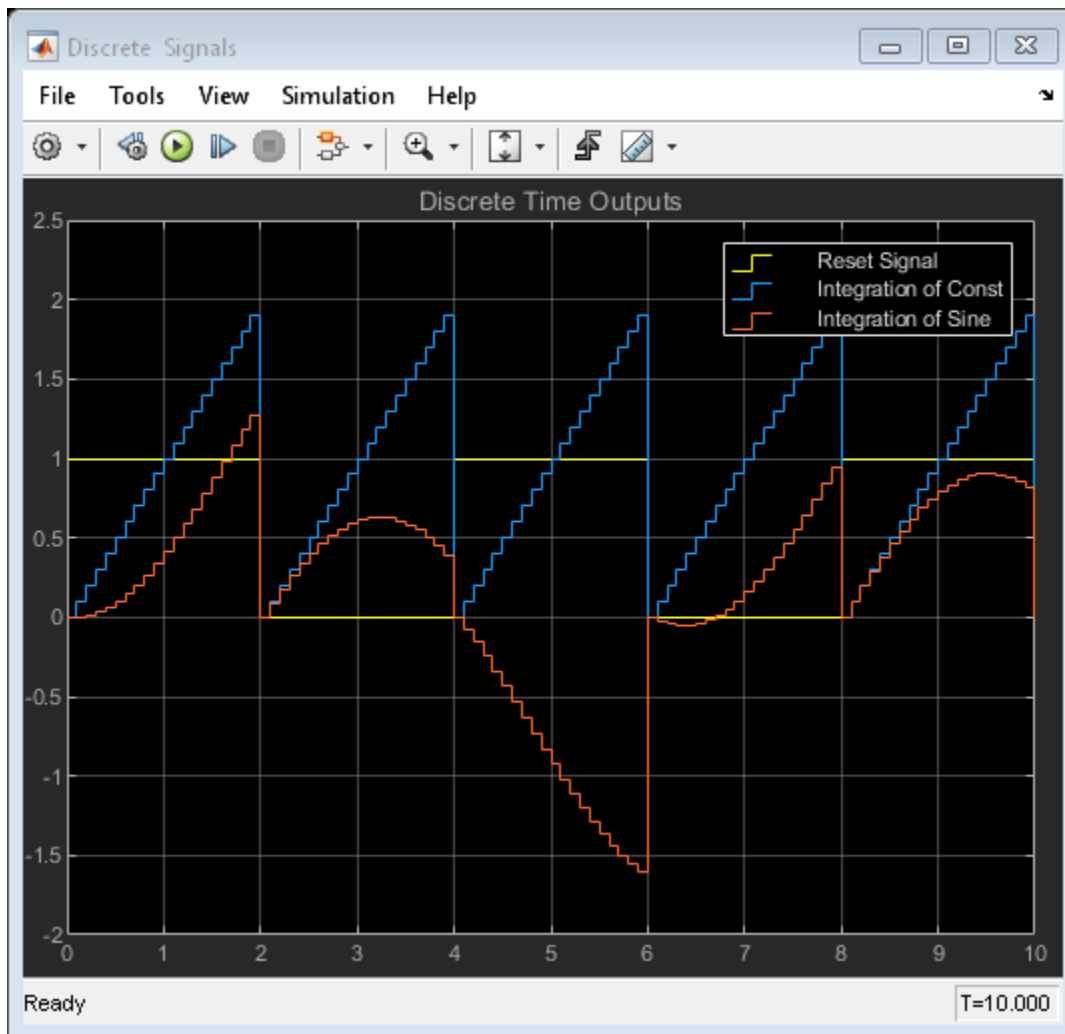 Discrete Signals
File Tools View Simulation Help
Discrete Time Outputs
Reset Signal
Integration of Const
Integration of Sine
2.5
2
1.5
1
0.5
0
-0.5
-1
-1.5
-2
0 1 2 3 4 5 6 7 8 9 10
Ready T=10.000